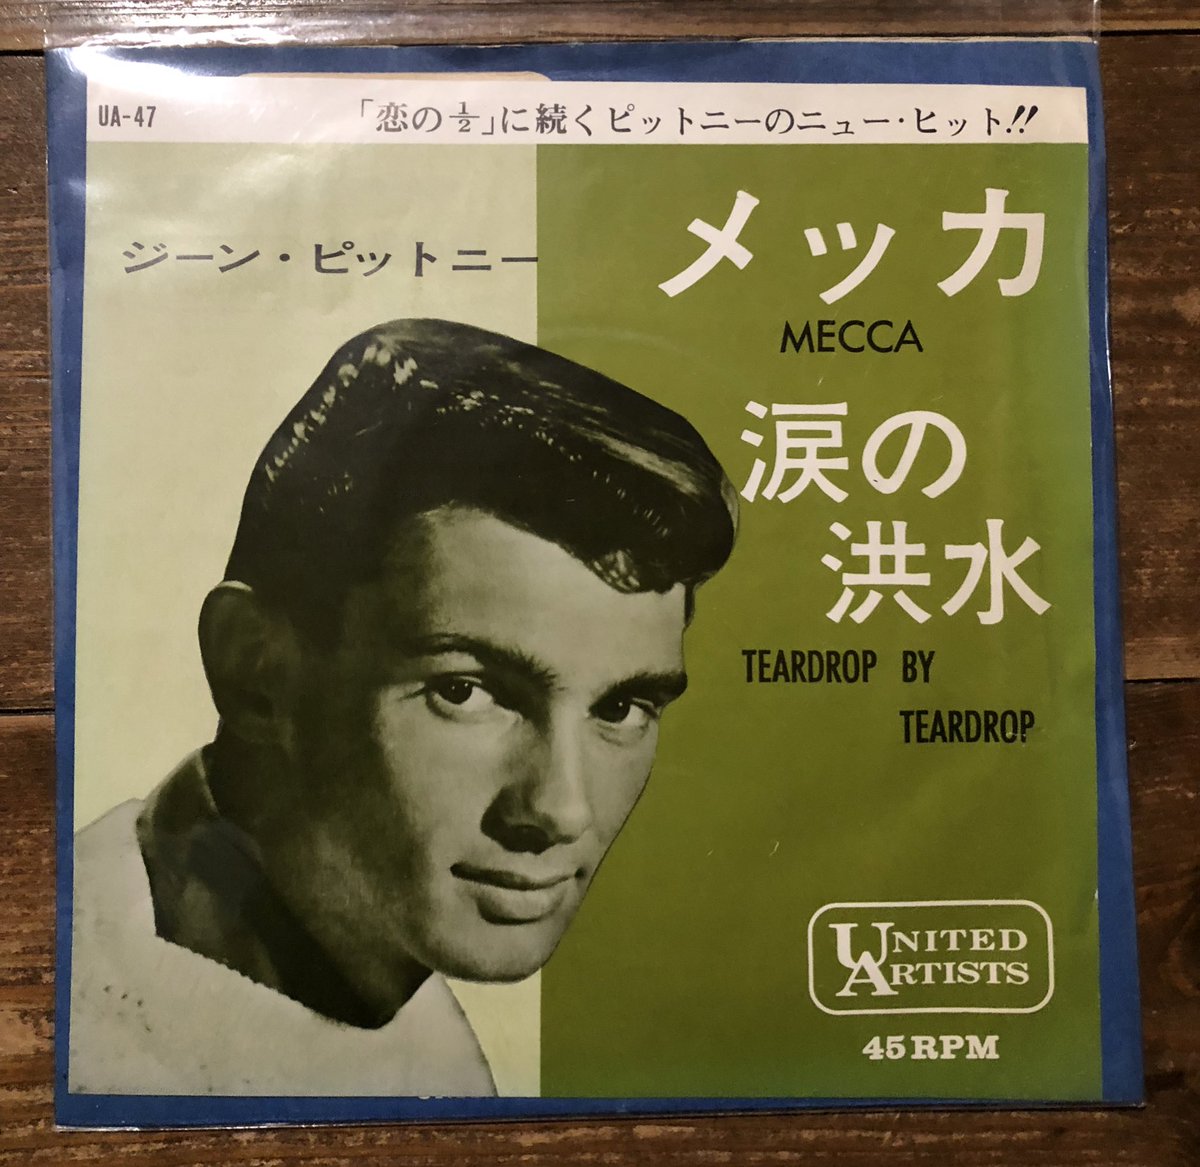 UA-47
「恋の½」に続くピットニーのニュー・ヒット!!
ジーン・ピットニー
メッカ
MECCA
涙の
洪水
TEARDROP BY
TEARDROP
UNITED
ARTISTS
45RPM